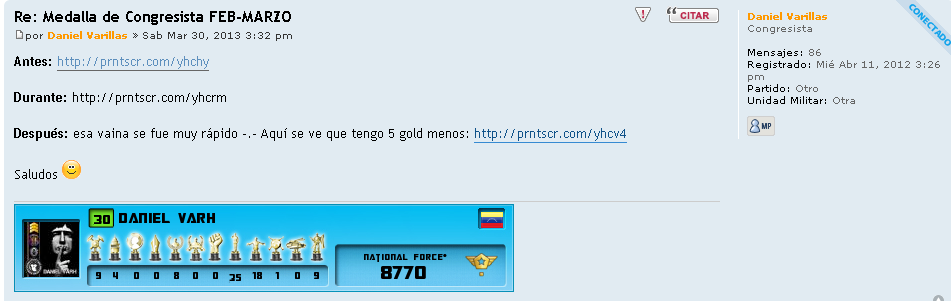 Re: Medalla de Congresista FEB-MARZO
CITAR
por Daniel Varillas » Sab Mar 30, 2013 3:32 pm
Antes: http://prntscr.com/yhchy
Durante: http://prntscr.com/yhcrm
Después: esa vaina se fue muy rápido -.- Aquí se ve que tengo 5 gold menos: http://prntscr.com/yhcv4
Saludos
30 DANIEL VARH
DANIEL VARH
9 4 0 0 8 0 0 35 18 1 0 9
NATIONAL FORCE*
8770
CONECTADO
Daniel Varillas
Congresista
Mensajes: 86
Registrado: Mié Abr 11, 2012 3:26
pm
Partido: Otro
Unidad Militar: Otra
MP